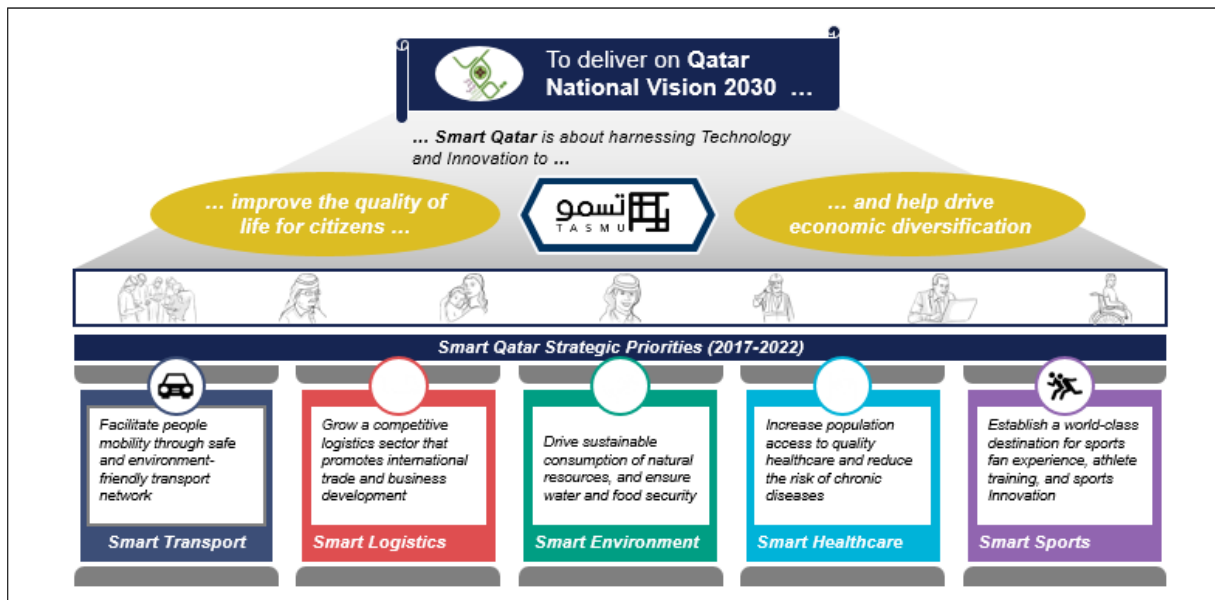 To deliver on Qatar
National Vision 2030 ...
... Smart Qatar is about harnessing Technology
and Innovation to ...
... improve the quality of
life for citizens ...
تسمو
TASMU
... and help drive
economic diversification
Smart Qatar Strategic Priorities (2017-2022)
Facilitate people
mobility through safe
and environment-
friendly transport
network
Smart Transport
Grow a competitive
logistics sector that
promotes international
trade and business
development
Smart Logistics
Drive sustainable
consumption of natural
resources, and ensure
water and food security
Smart Environment
Increase population
access to quality
healthcare and reduce
the risk of chronic
diseases
Smart Healthcare
Establish a world-class
destination for sports
fan experience, athlete
training, and sports
Innovation
Smart Sports